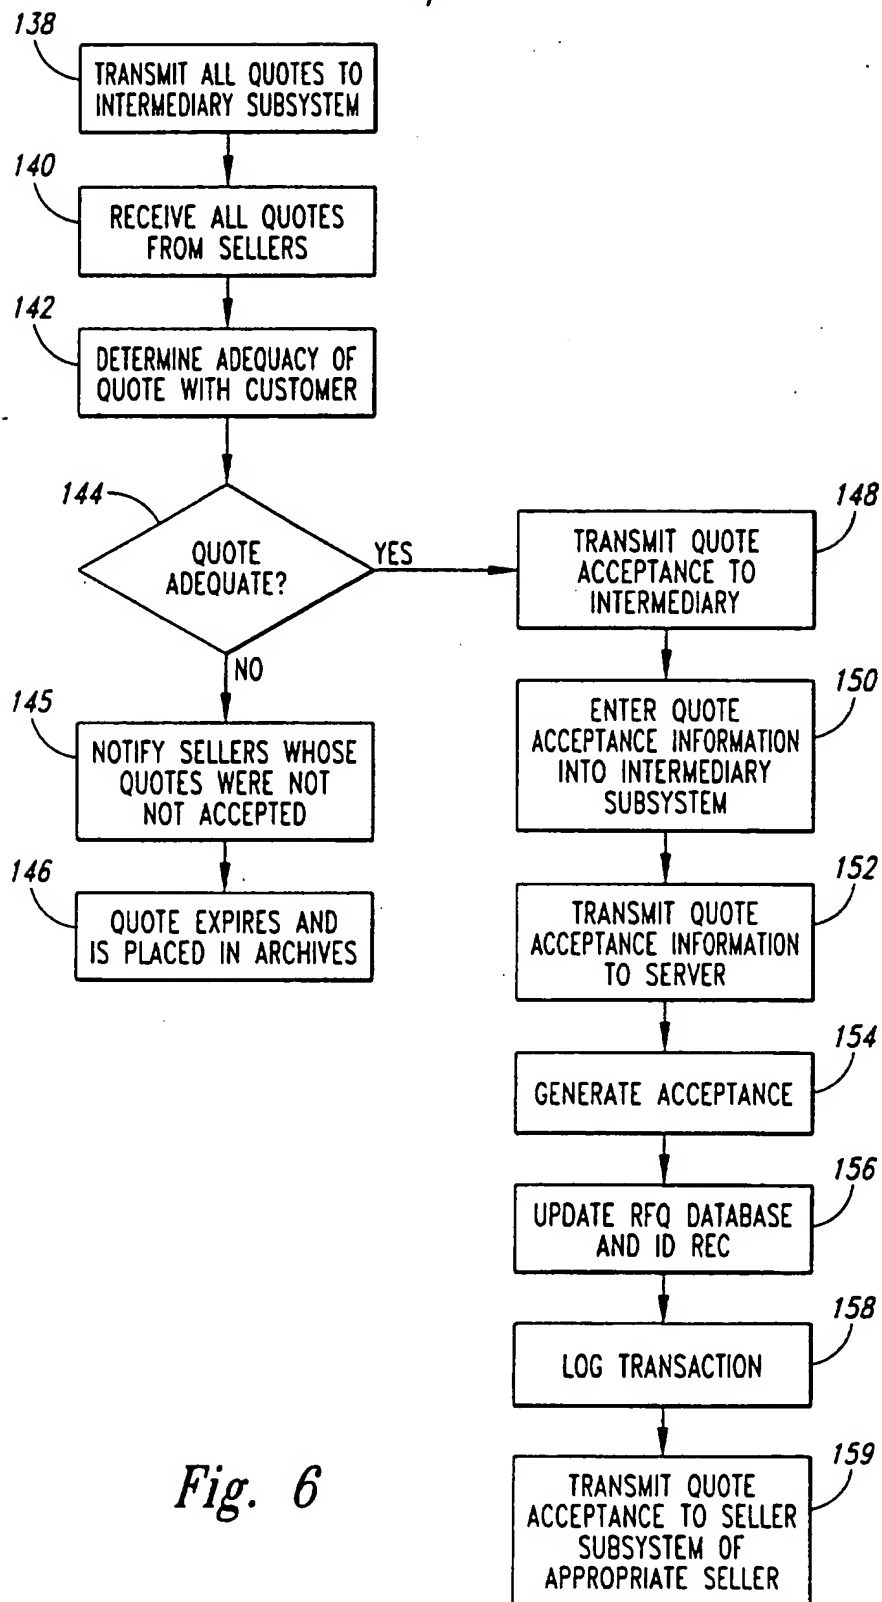 138
TRANSMIT ALL QUOTES TO
INTERMEDIARY SUBSYSTEM
140
RECEIVE ALL QUOTES
FROM SELLERS
142
DETERMINE ADEQUACY OF
QUOTE WITH CUSTOMER
144
QUOTE
ADEQUATE?
YES
NO
145
NOTIFY SELLERS WHOSE
QUOTES WERE NOT
NOT ACCEPTED
146
QUOTE EXPIRES AND
IS PLACED IN ARCHIVES
148
TRANSMIT QUOTE
ACCEPTANCE TO
INTERMEDIARY
150
ENTER QUOTE
ACCEPTANCE INFORMATION
INTO INTERMEDIARY
SUBSYSTEM
152
TRANSMIT QUOTE
ACCEPTANCE INFORMATION
TO SERVER
154
GENERATE ACCEPTANCE
156
UPDATE RFQ DATABASE
AND ID REC
158
LOG TRANSACTION
159
TRANSMIT QUOTE
ACCEPTANCE TO SELLER
SUBSYSTEM OF
APPROPRIATE SELLER
Fig. 6